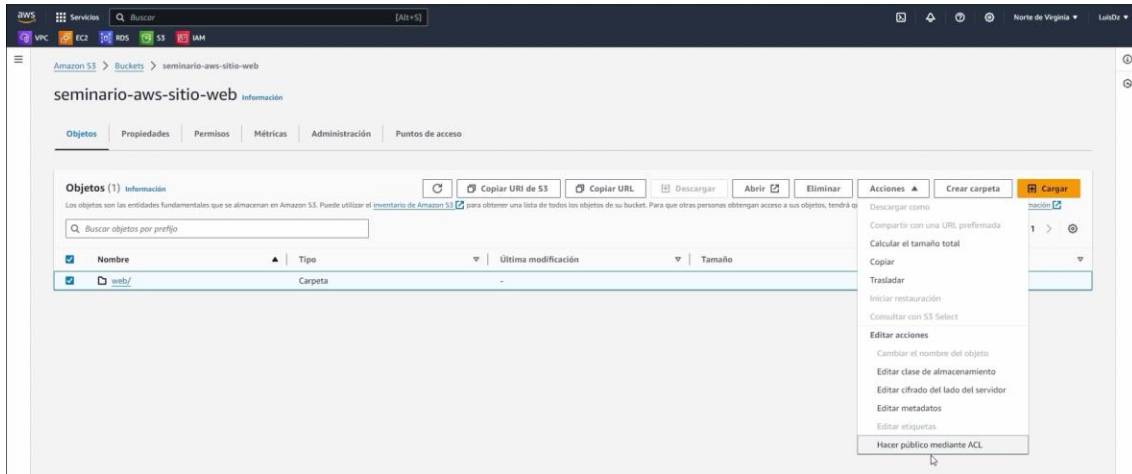 aws Servicios Buscar [Alt+S] Norte de Virginia LuisDz
VPC EC2 RDS S3 IAM
Amazon S3 > Buckets > seminario-aws-sitio-web
seminario-aws-sitio-web Información
Objetos Propiedades Permisos Métricas Administración Puntos de acceso
Objetos (1) Información Copiar URI de S3 Copiar URL Descargar Abrir Eliminar Acciones Crear carpeta Cargar
Los objetos son las entidades fundamentales que se almacenan en Amazon S3. Puede utilizar el inventario de Amazon S3 para obtener una lista de todos los objetos de su bucket. Para que otras personas obtengan acceso a sus objetos, tendrá
Buscar objetos por prefijo 1 >
Nombre Tipo Última modificación Tamaño
web/ Carpeta -
Descargar como
Compartir con una URL prefirmada
Calcular el tamaño total
Copiar
Trasladar
Iniciar restauración
Consultar con S3 Select
Editar acciones
Cambiar el nombre del objeto
Editar clase de almacenamiento
Editar cifrado del lado del servidor
Editar metadatos
Editar etiquetas
Hacer público mediante ACL